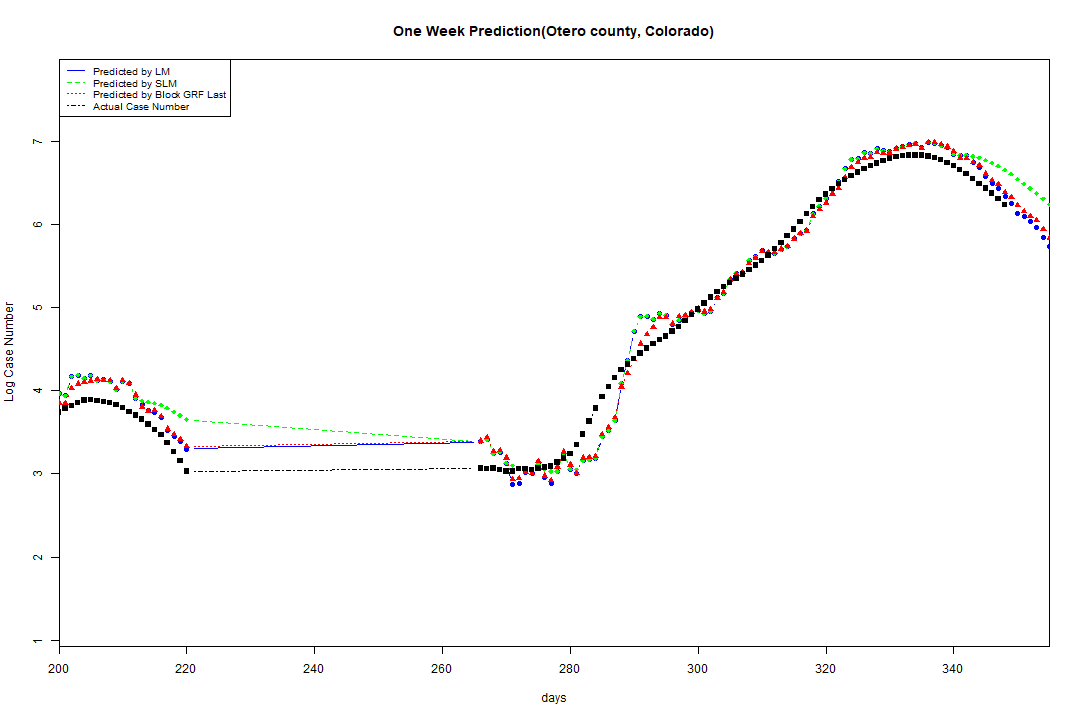 One Week Prediction(Otero county, Colorado)
Predicted by LM
Predicted by SLM
Predicted by Block GRF Last
Actual Case Number
7
6
5
4
3
2
1
Log Case Number
200 220 240 260 280 300 320 340
days